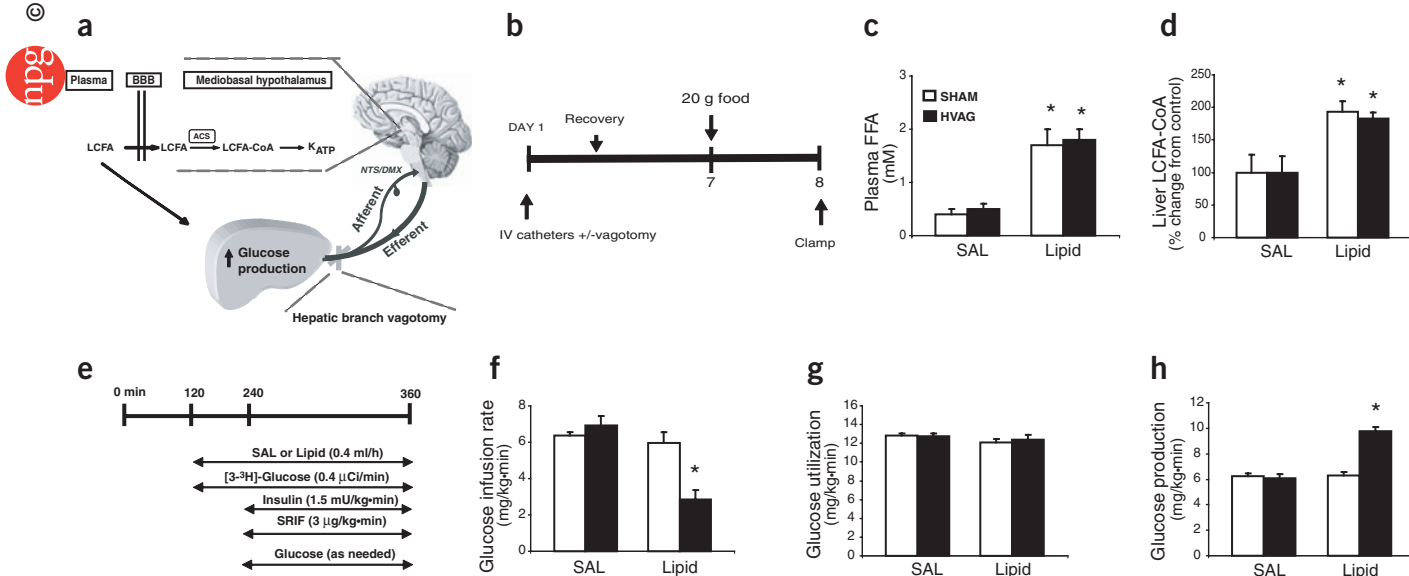 ©
npg
a
Plasma
BBB
Mediobasal hypothalamus
LCFA
LCFA
ACS
LCFA-CoA
KATP
NTS/DMX
Afferent
Efferent
Glucose
production
Hepatic branch vagotomy
b
DAY 1
Recovery
20 g food
7
8
IV catheters +/-vagotomy
Clamp
c
Plasma FFA
(mM)
3
2
1
0
SHAM
HVAG
*
*
SAL
Lipid
d
Liver LCFA-CoA
(% change from control)
250
200
150
100
50
0
*
*
SAL
Lipid
e
0 min
120
240
360
SAL or Lipid (0.4 ml/h)
[3-³H]-Glucose (0.4 µCi/min)
Insulin (1.5 mU/kg•min)
SRIF (3 µg/kg•min)
Glucose (as needed)
f
Glucose infusion rate
(mg/kg•min)
8
6
4
2
0
*
SAL
Lipid
g
Glucose utilization
(mg/kg•min)
16
14
12
10
8
6
4
2
0
SAL
Lipid
h
Glucose production
(mg/kg•min)
12
10
8
6
4
2
0
*
SAL
Lipid